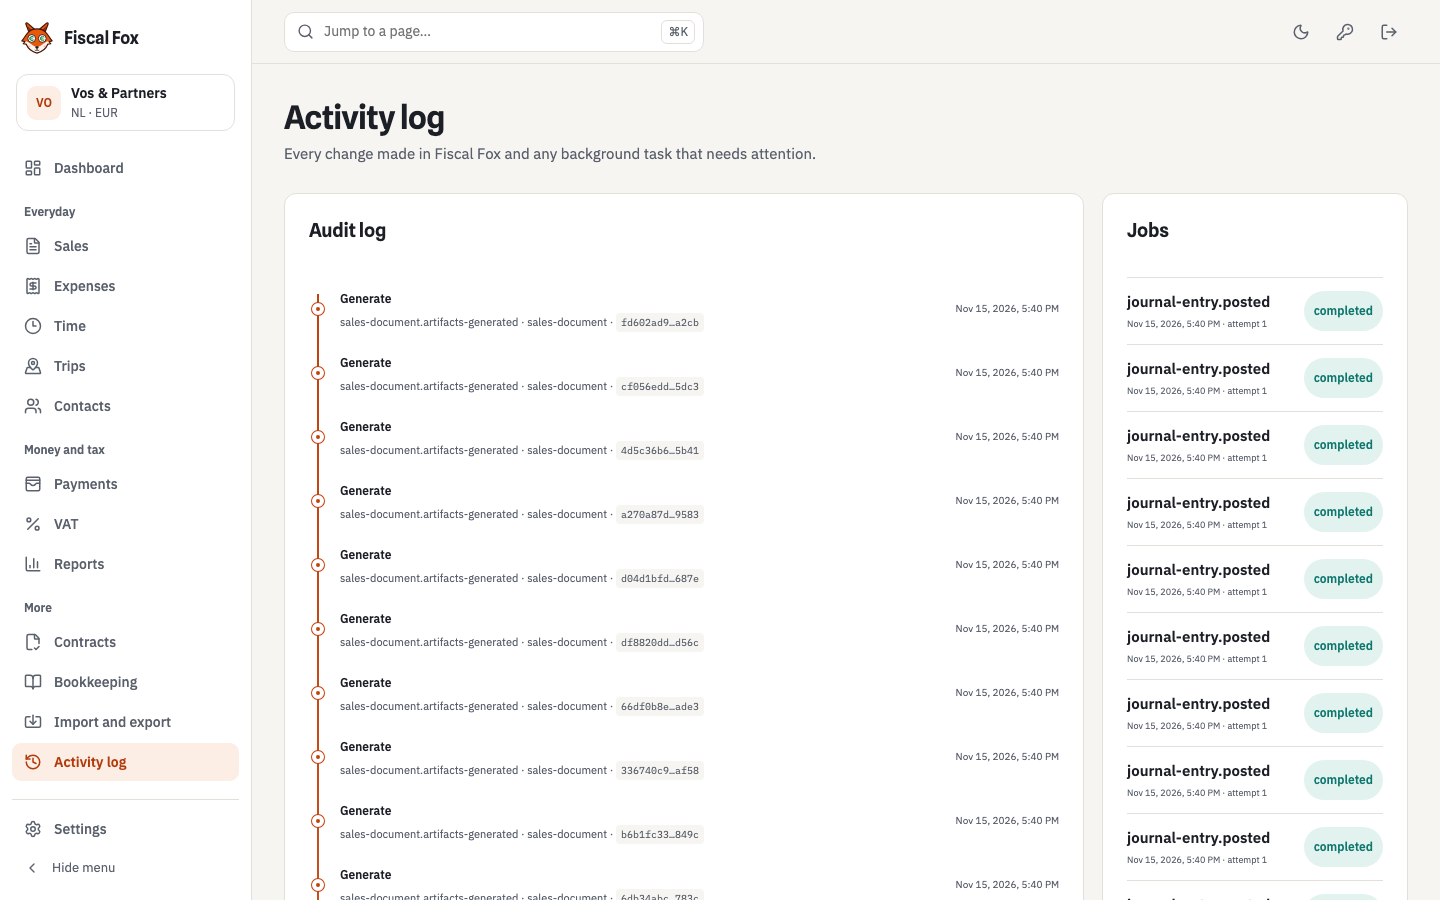 Fiscal Fox
VO
Vos & Partners
NL · EUR
Dashboard
Everyday
Sales
Expenses
Time
Trips
Contacts
Money and tax
Payments
VAT
Reports
More
Contracts
Bookkeeping
Import and export
Activity log
Settings
Hide menu
Jump to a page...
⌘K
Activity log
Every change made in Fiscal Fox and any background task that needs attention.
Audit log
Generate
sales-document.artifacts-generated · sales-document · fd602ad9…a2cb
Nov 15, 2026, 5:40 PM
Generate
sales-document.artifacts-generated · sales-document · cf056edd…5dc3
Nov 15, 2026, 5:40 PM
Generate
sales-document.artifacts-generated · sales-document · 4d5c36b6…5b41
Nov 15, 2026, 5:40 PM
Generate
sales-document.artifacts-generated · sales-document · a270a87d…9583
Nov 15, 2026, 5:40 PM
Generate
sales-document.artifacts-generated · sales-document · d04d1bfd…687e
Nov 15, 2026, 5:40 PM
Generate
sales-document.artifacts-generated · sales-document · df8820dd…d56c
Nov 15, 2026, 5:40 PM
Generate
sales-document.artifacts-generated · sales-document · 66df0b8e…ade3
Nov 15, 2026, 5:40 PM
Generate
sales-document.artifacts-generated · sales-document · 336740c9…af58
Nov 15, 2026, 5:40 PM
Generate
sales-document.artifacts-generated · sales-document · b6b1fc33…849c
Nov 15, 2026, 5:40 PM
Generate
sales-document.artifacts-generated · sales-document ·
Nov 15, 2026, 5:40 PM
Jobs
journal-entry.posted
Nov 15, 2026, 5:40 PM · attempt 1
completed
journal-entry.posted
Nov 15, 2026, 5:40 PM · attempt 1
completed
journal-entry.posted
Nov 15, 2026, 5:40 PM · attempt 1
completed
journal-entry.posted
Nov 15, 2026, 5:40 PM · attempt 1
completed
journal-entry.posted
Nov 15, 2026, 5:40 PM · attempt 1
completed
journal-entry.posted
Nov 15, 2026, 5:40 PM · attempt 1
completed
journal-entry.posted
Nov 15, 2026, 5:40 PM · attempt 1
completed
journal-entry.posted
Nov 15, 2026, 5:40 PM · attempt 1
completed
journal-entry.posted
Nov 15, 2026, 5:40 PM · attempt 1
completed